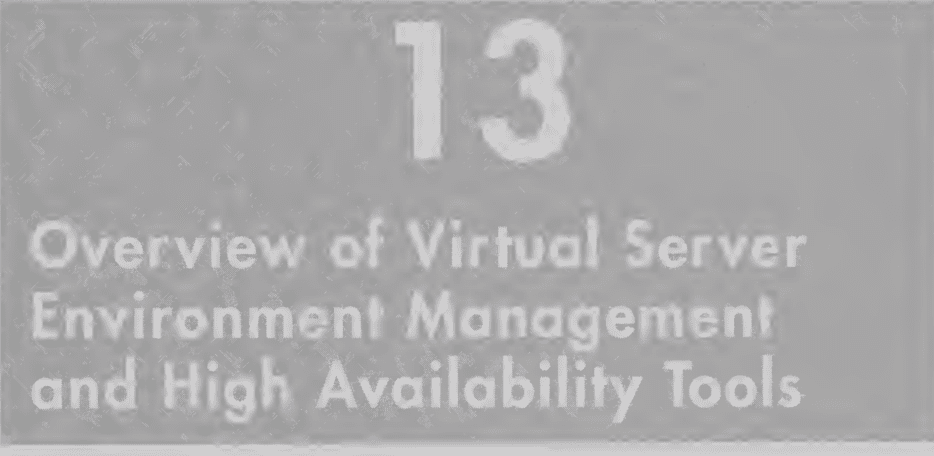 13
Overview of Virtual Server
Environment Management
and High Availability Tools